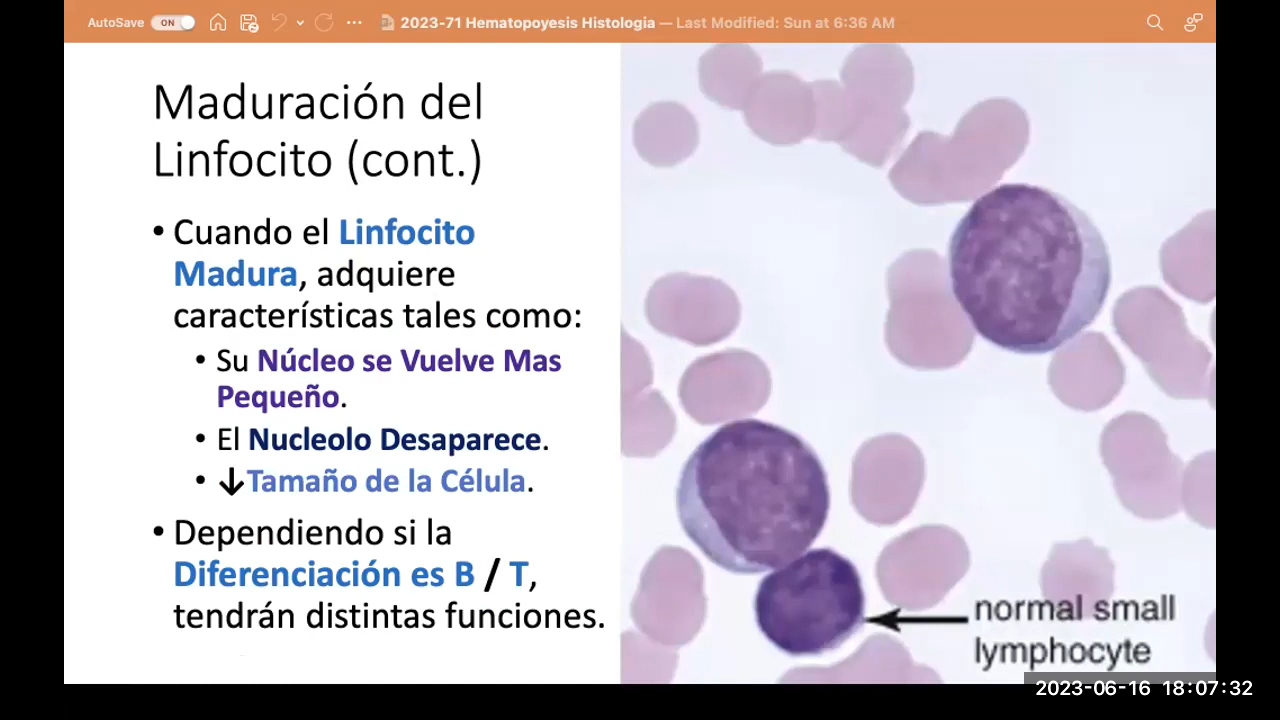 AutoSave ON 2023-71 Hematopoyesis Histologia — Last Modified: Sun at 6:36 AM
Maduración del
Linfocito (cont.)
• Cuando el Linfocito
Madura, adquiere
características tales como:
• Su Núcleo se Vuelve Mas
Pequeño.
• El Nucleolo Desaparece.
• ↓Tamaño de la Célula.
• Dependiendo si la
Diferenciación es B / T,
tendrán distintas funciones.
normal small
lymphocyte
2023-06-16 18:07:32